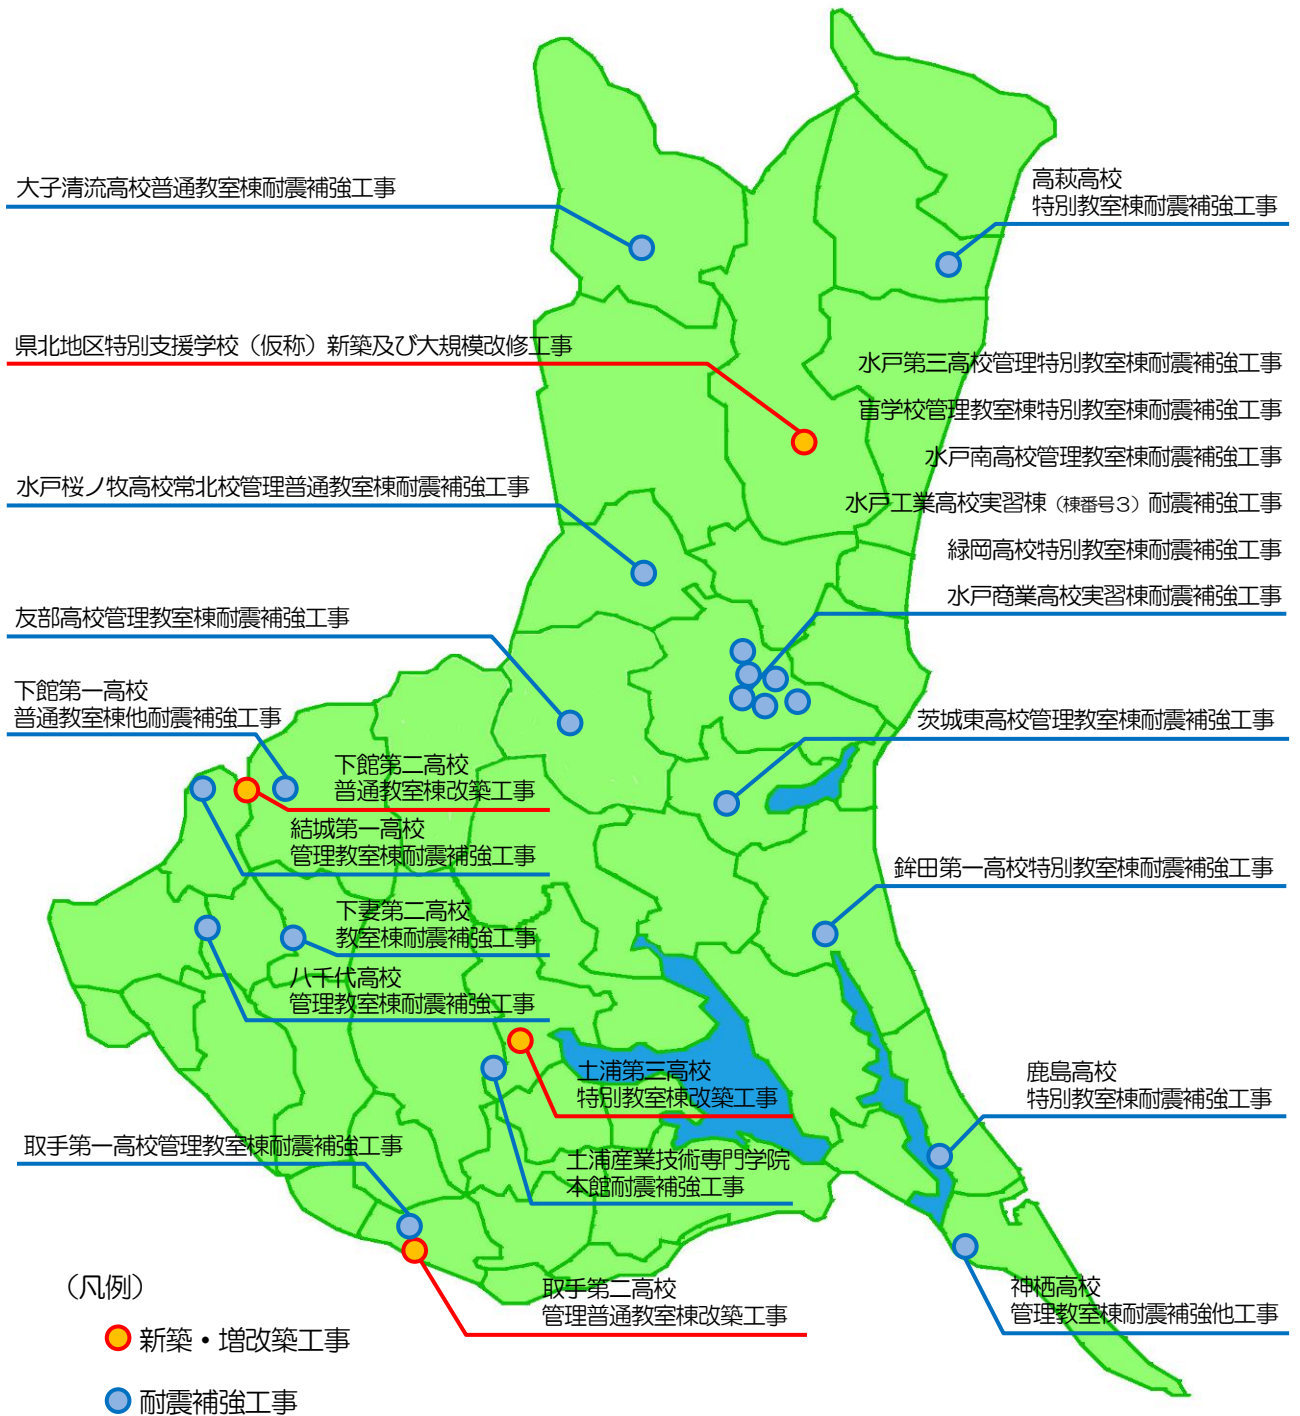 大子清流高校普通教室棟耐震補強工事
高萩高校
特別教室棟耐震補強工事
県北地区特別支援学校（仮称）新築及び大規模改修工事
水戸第三高校管理特別教室棟耐震補強工事
盲学校管理教室棟特別教室棟耐震補強工事
水戸南高校管理教室棟耐震補強工事
水戸桜ノ牧高校常北校管理普通教室棟耐震補強工事
水戸工業高校実習棟（棟番号３）耐震補強工事
緑岡高校特別教室棟耐震補強工事
水戸商業高校実習棟耐震補強工事
友部高校管理教室棟耐震補強工事
下館第一高校
普通教室棟他耐震補強工事
茨城東高校管理教室棟耐震補強工事
下館第二高校
普通教室棟改築工事
結城第一高校
管理教室棟耐震補強工事
鉾田第一高校特別教室棟耐震補強工事
下妻第二高校
教室棟耐震補強工事
八千代高校
管理教室棟耐震補強工事
土浦第三高校
特別教室棟改築工事
鹿島高校
特別教室棟耐震補強工事
取手第一高校管理教室棟耐震補強工事
土浦産業技術専門学院
本館耐震補強工事
取手第二高校
管理普通教室棟改築工事
神栖高校
管理教室棟耐震補強他工事
（凡例）
新築・増改築工事
耐震補強工事